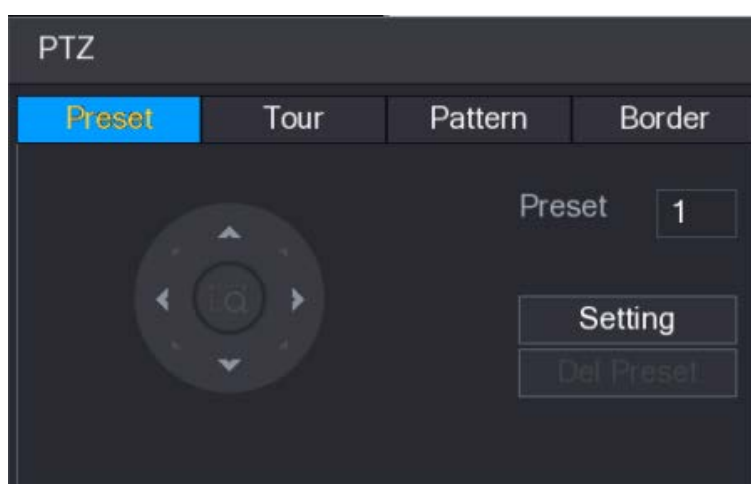 PTZ
Preset Tour Pattern Border
Preset 1
Setting
Del Preset